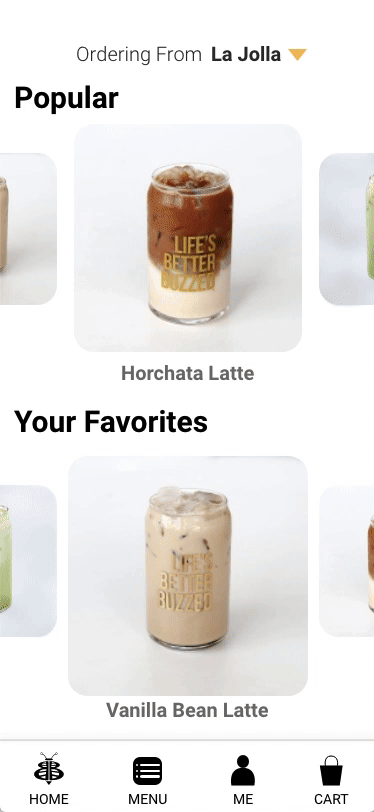 Ordering From La Jolla
Popular
LIFE'S
BETTER
BUZZED
Horchata Latte
Your Favorites
LIFE'S
BETTER
BUZZED
Vanilla Bean Latte
HOME MENU ME CART